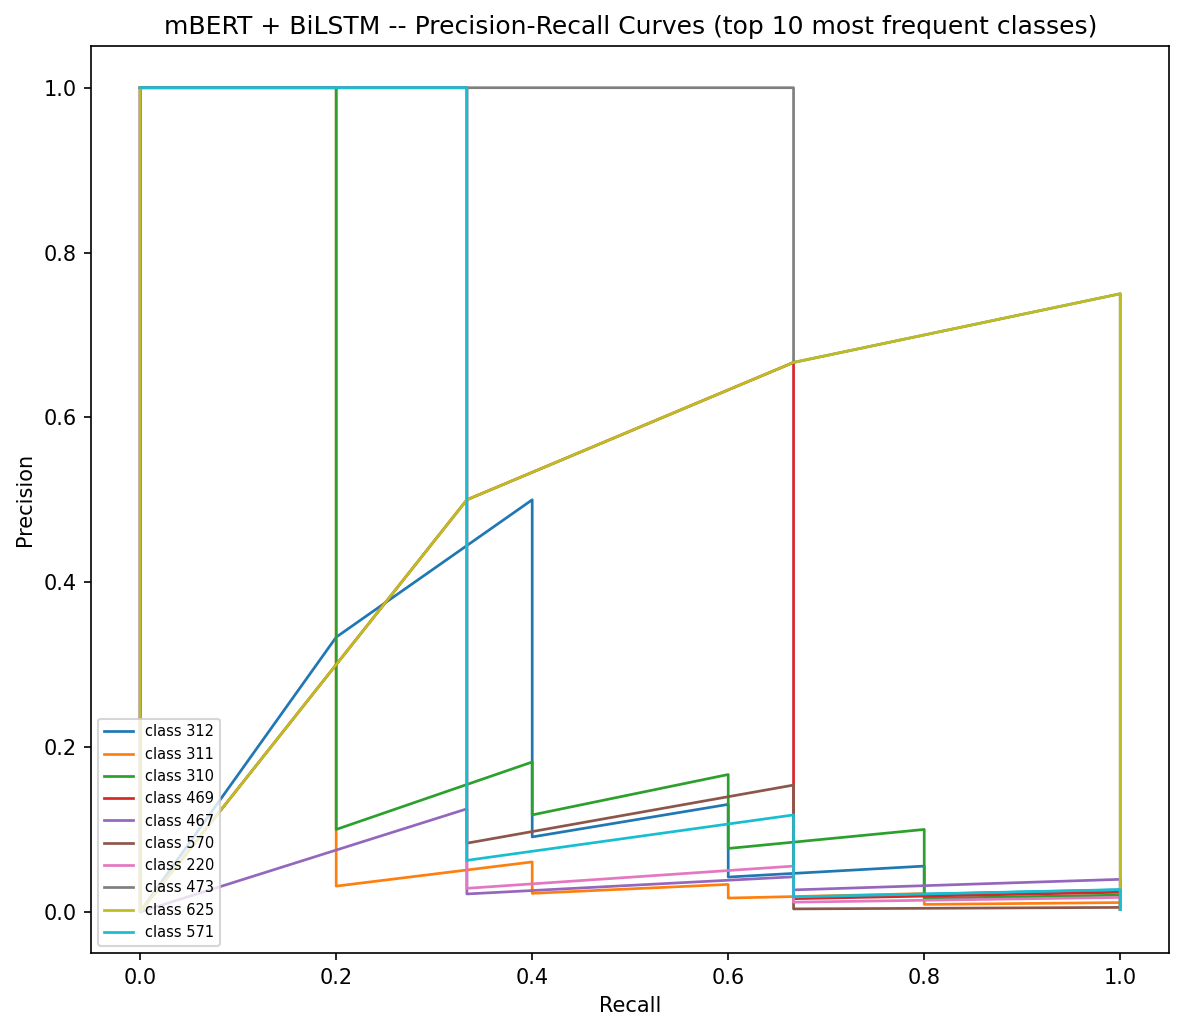 mBERT + BiLSTM -- Precision-Recall Curves (top 10 most frequent classes)
1.0
0.8
0.6
0.4
0.2
0.0
Precision
class 312
class 311
class 310
class 469
class 467
class 570
class 220
class 473
class 625
class 571
0.0 0.2 0.4 0.6 0.8 1.0
Recall